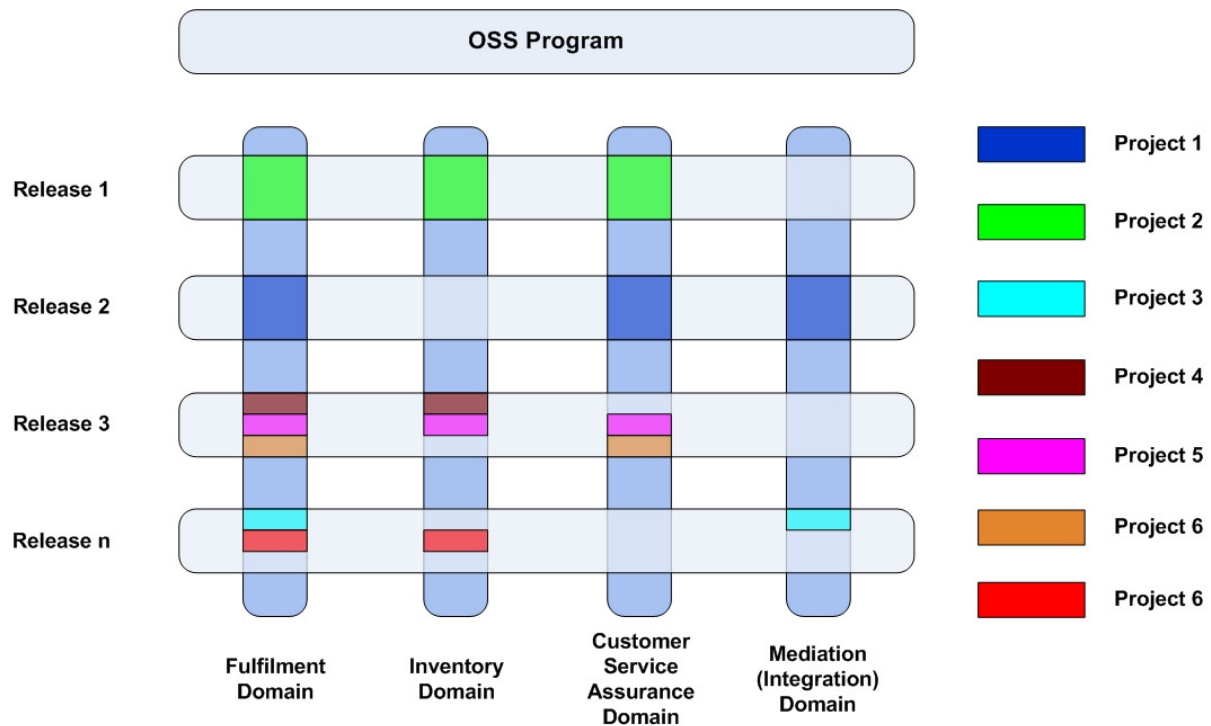 OSS Program
Release 1
Release 2
Release 3
Release n
Project 1
Project 2
Project 3
Project 4
Project 5
Project 6
Project 6
Fulfilment
Domain
Inventory
Domain
Customer
Service
Assurance
Domain
Mediation
(Integration)
Domain